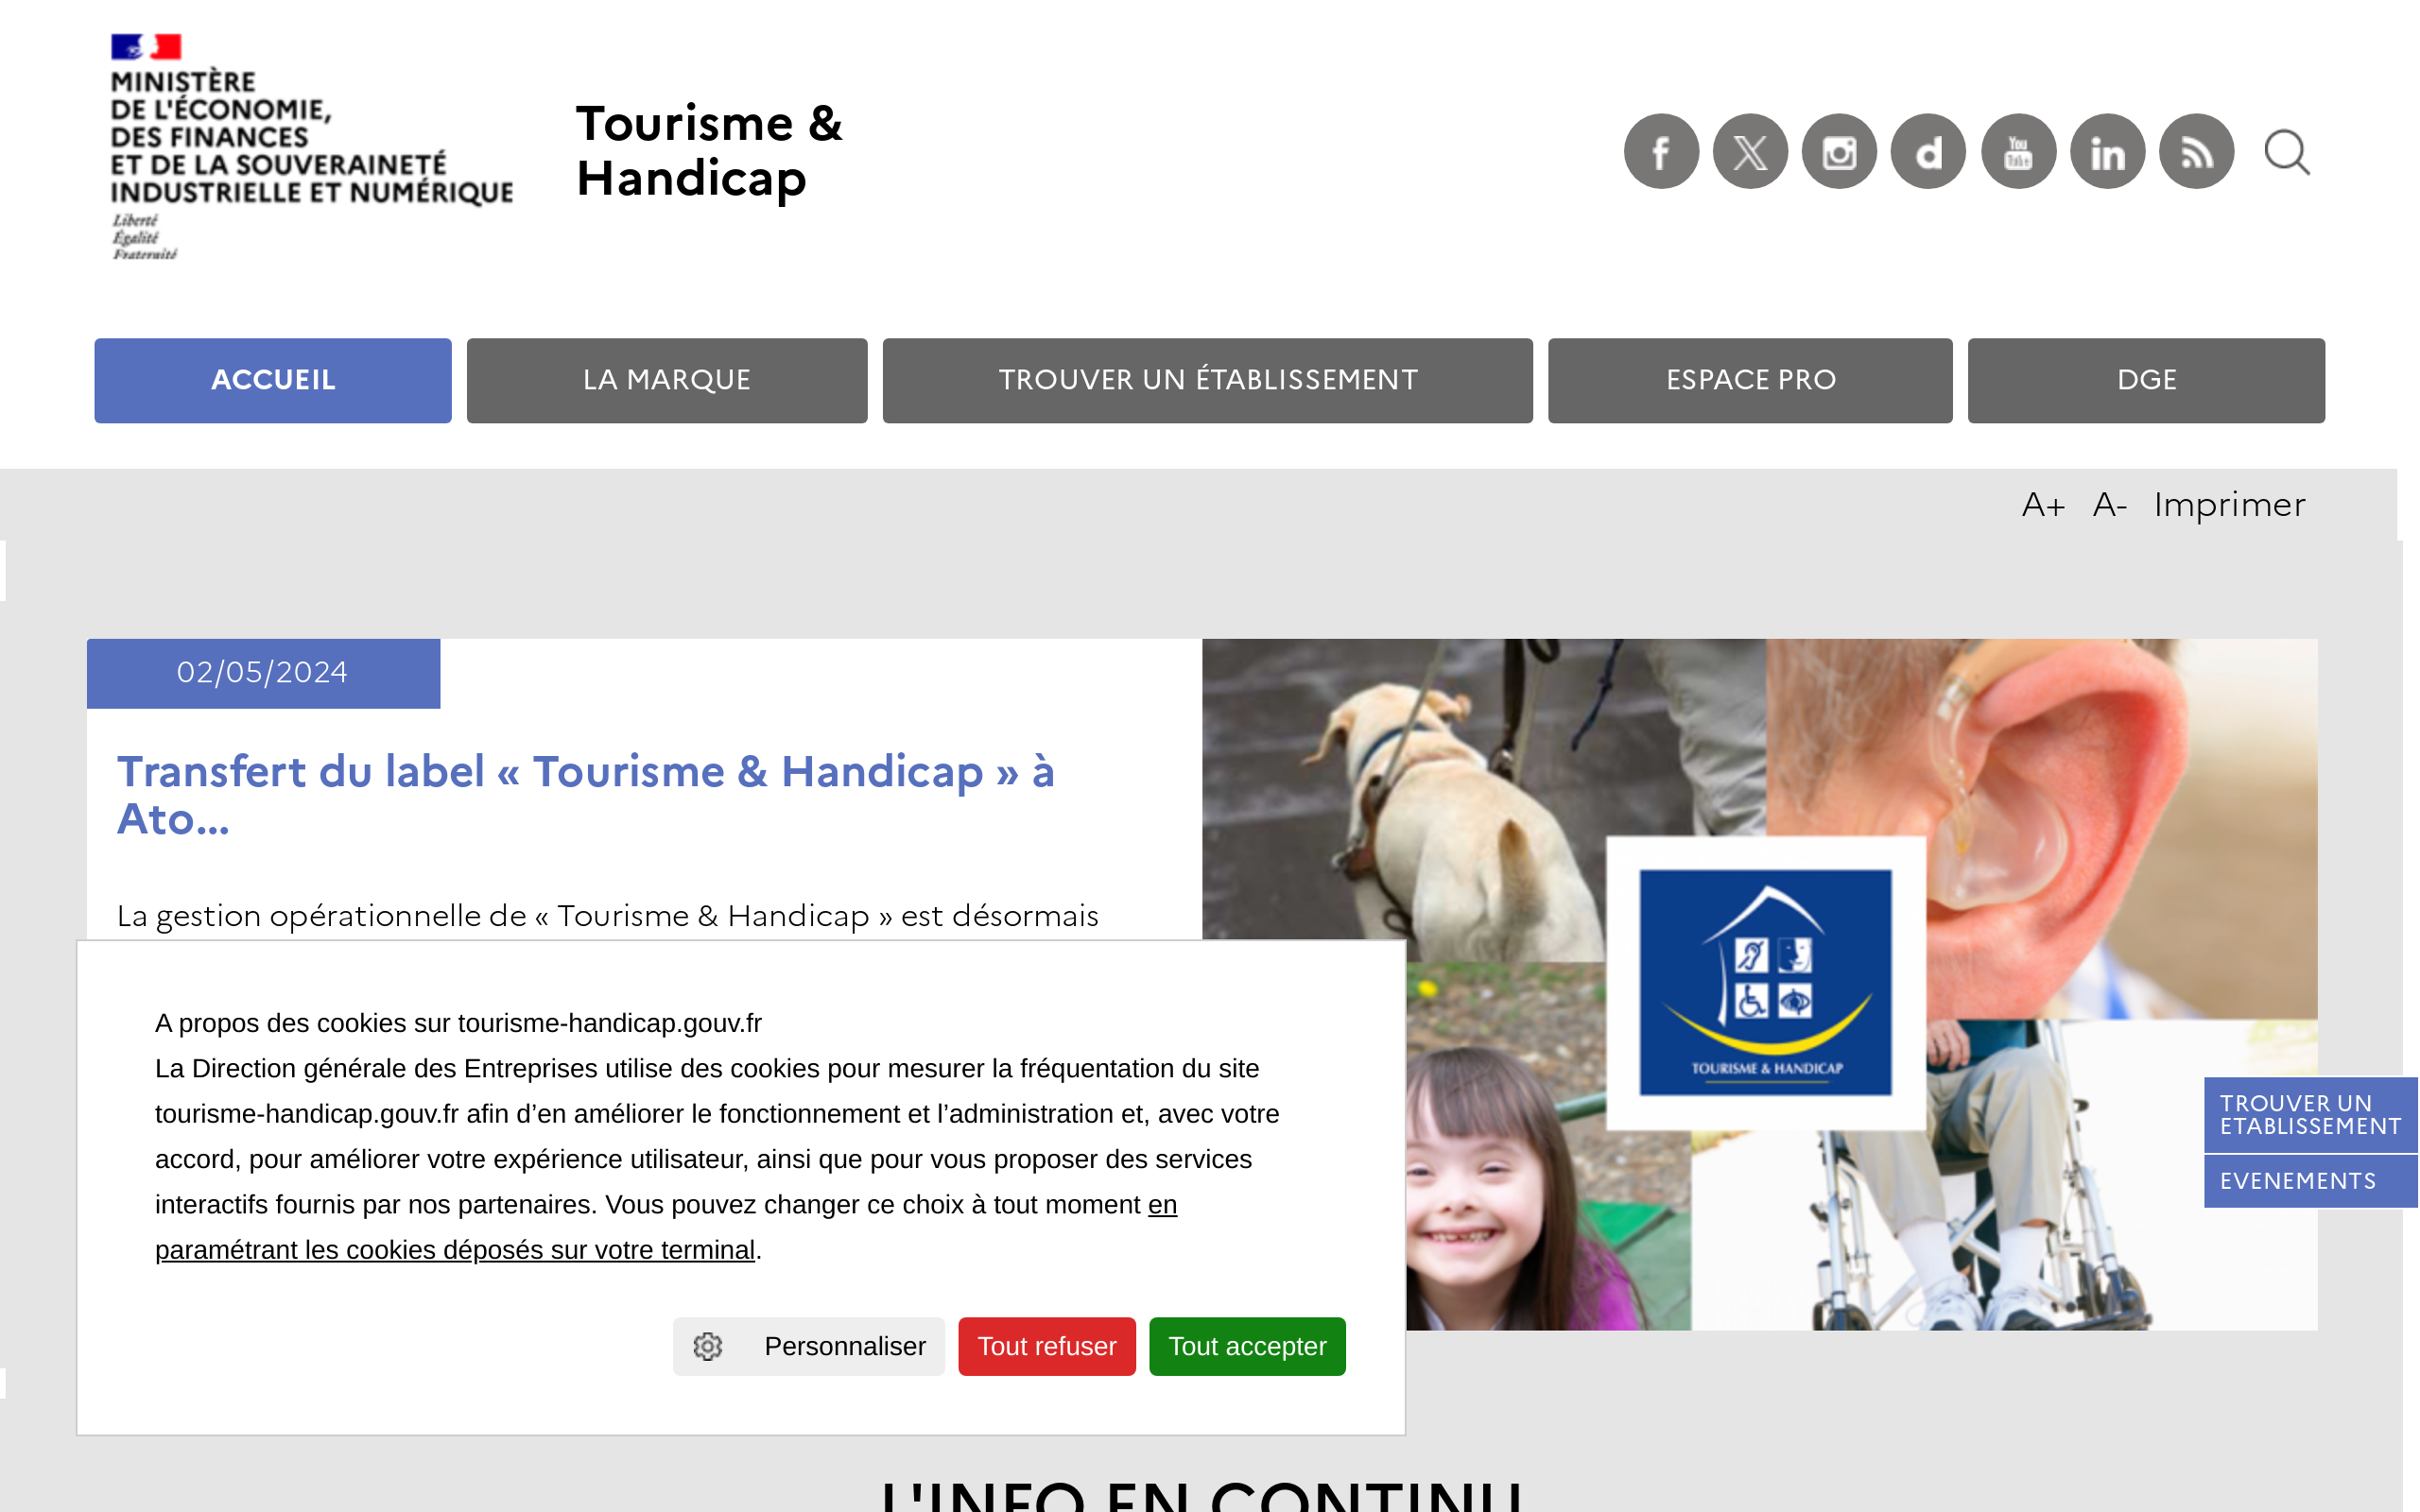 MINISTÈRE
DE L'ÉCONOMIE,
DES FINANCES
ET DE LA SOUVERAINETÉ
INDUSTRIELLE ET NUMÉRIQUE
Liberté
Égalité
Fraternité
Tourisme &
Handicap
ACCUEIL
LA MARQUE
TROUVER UN ÉTABLISSEMENT
ESPACE PRO
DGE
A+ A- Imprimer
02/05/2024
Transfert du label « Tourisme & Handicap » à
Ato...
La gestion opérationnelle de « Tourisme & Handicap » est désormais
TOURISME & HANDICAP
TROUVER UN
ETABLISSEMENT
EVENEMENTS
A propos des cookies sur tourisme-handicap.gouv.fr
La Direction générale des Entreprises utilise des cookies pour mesurer la fréquentation du site
tourisme-handicap.gouv.fr afin d’en améliorer le fonctionnement et l’administration et, avec votre
accord, pour améliorer votre expérience utilisateur, ainsi que pour vous proposer des services
interactifs fournis par nos partenaires. Vous pouvez changer ce choix à tout moment en
paramétrant les cookies déposés sur votre terminal.
Personnaliser
Tout refuser
Tout accepter
L'INFO EN CONTINU